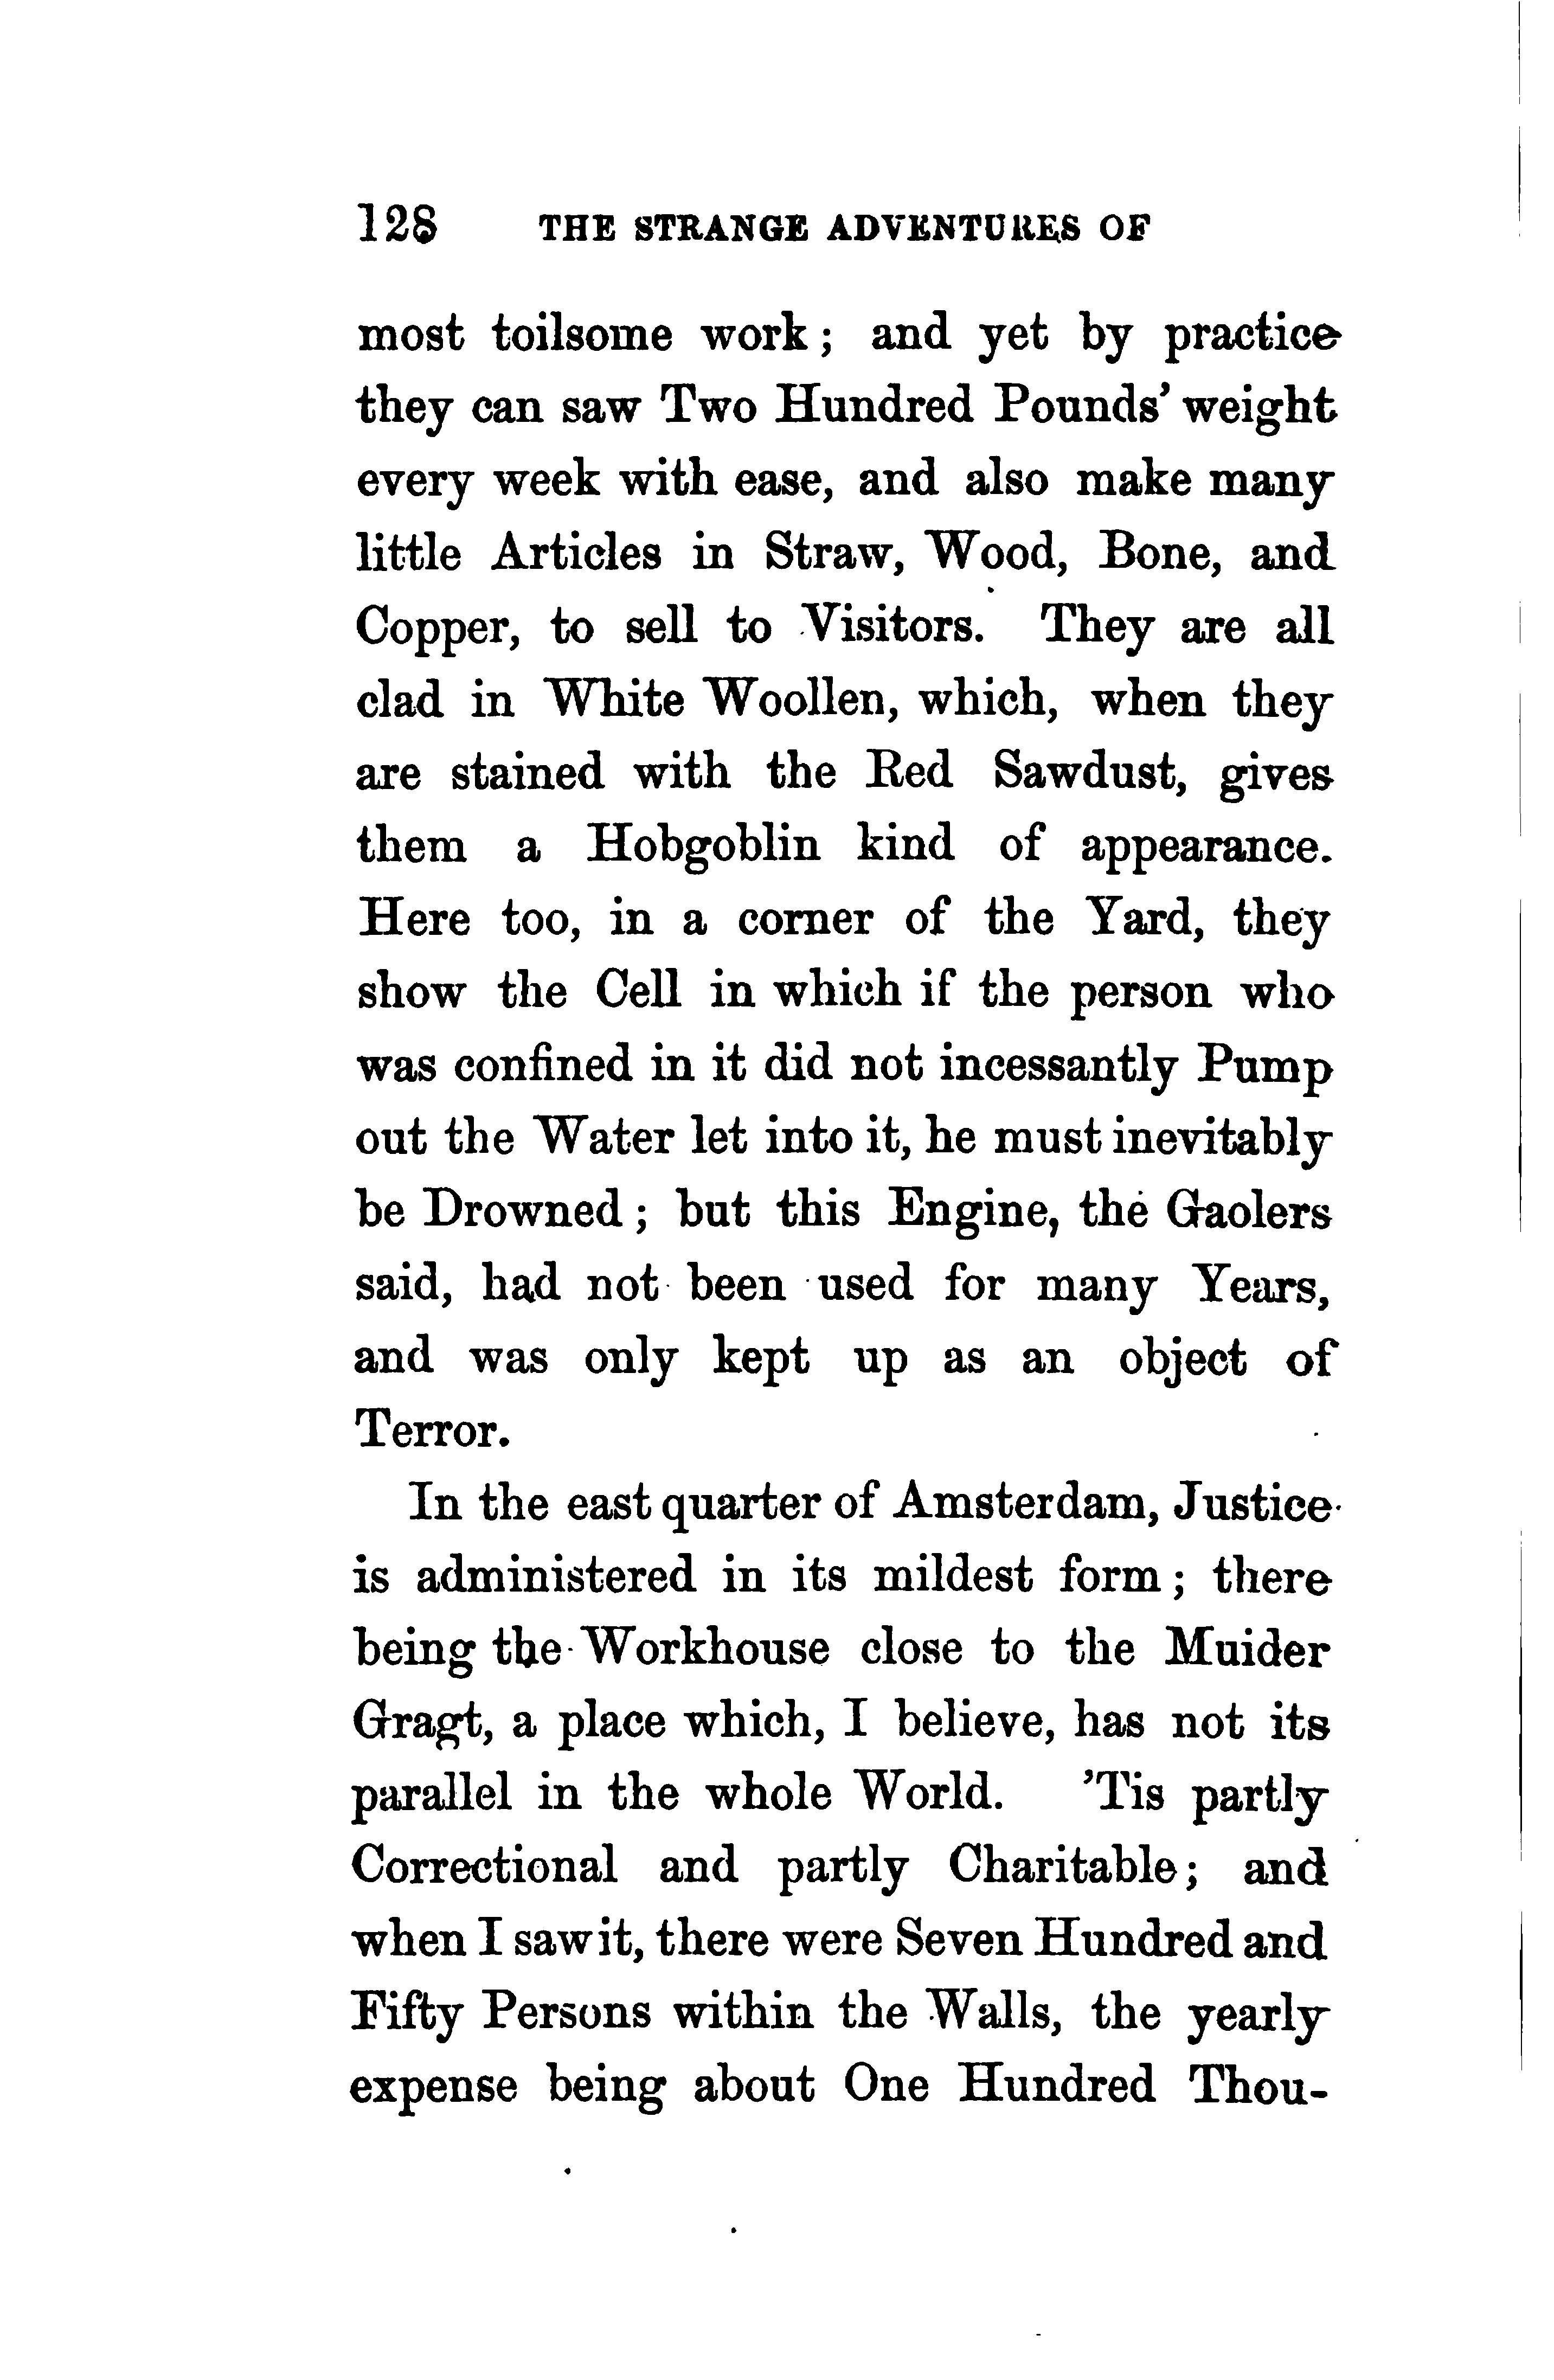 128 THE STRANGE ADVENTURES OF
most toilsome work; and yet by practice
they can saw Two Hundred Pounds' weight
every week with ease, and also make many
little Articles in Straw, Wood, Bone, and
Copper, to sell to Visitors. They are all
clad in White Woollen, which, when they
are stained with the Red Sawdust, gives
them a Hobgoblin kind of appearance.
Here too, in a corner of the Yard, they
show the Cell in which if the person who
was confined in it did not incessantly Pump
out the Water let into it, he must inevitably
be Drowned; but this Engine, the Gaolers
said, had not been used for many Years,
and was only kept up as an object of
Terror.
In the east quarter of Amsterdam, Justice
is administered in its mildest form; there
being the Workhouse close to the Muider
Gragt, a place which, I believe, has not its
parallel in the whole World. 'Tis partly
Correctional and partly Charitable; and
when I saw it, there were Seven Hundred and
Fifty Persons within the Walls, the yearly
expense being about One Hundred Thou-